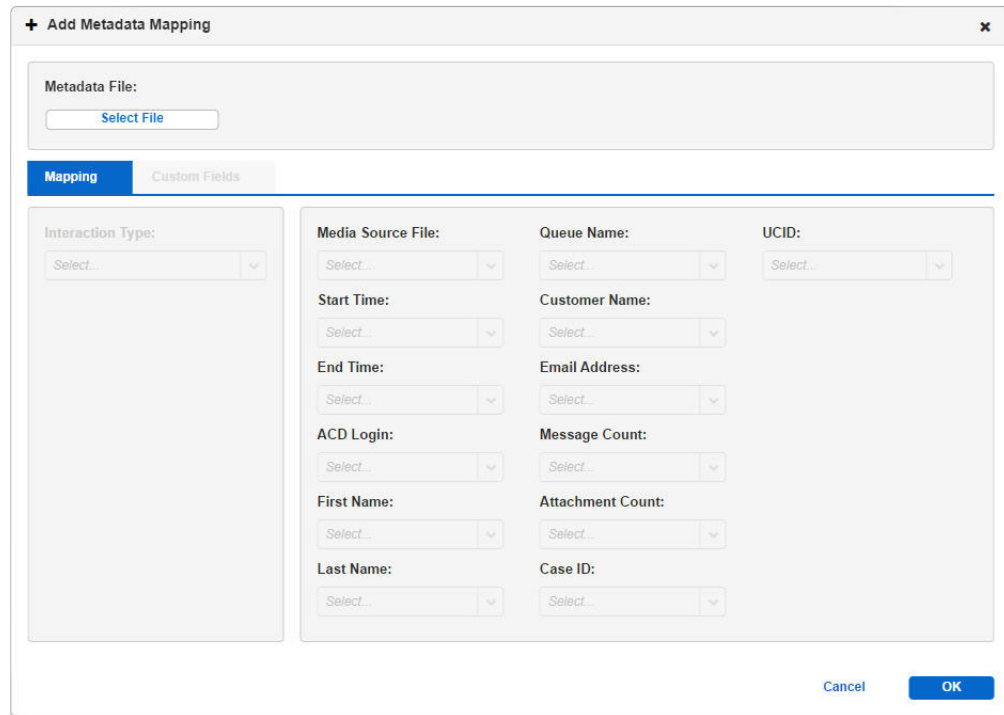 Add Metadata Mapping
Metadata File:
Select File
Mapping
Custom Fields
Interaction Type:
Select...
Media Source File:
Queue Name:
UCID:
Select...
Select...
Select...
Start Time:
Customer Name:
Select...
Select...
End Time:
Email Address:
Select...
Select...
ACD Login:
Message Count:
Select...
Select...
First Name:
Attachment Count:
Select...
Select...
Last Name:
Case ID:
Select...
Select...
Cancel
OK